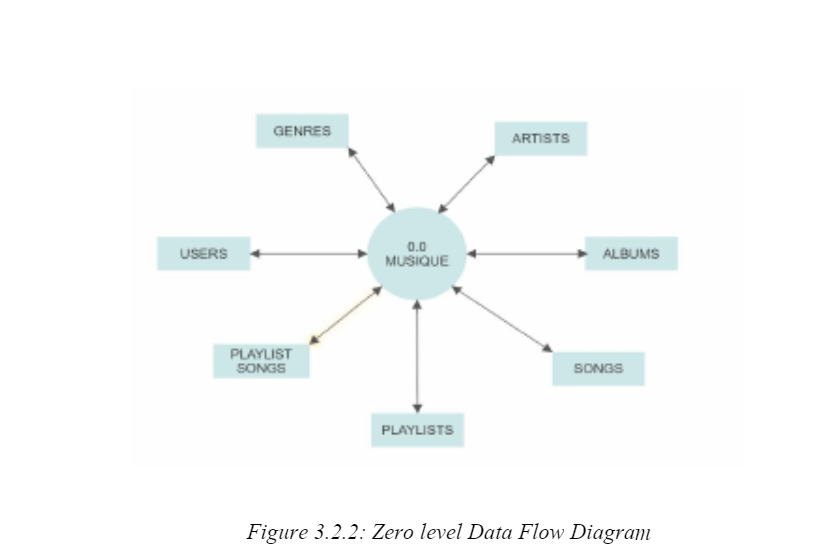 GENRES
ARTISTS
USERS
0.0
MUSIQUE
ALBUMS
PLAYLIST
SONGS
SONGS
PLAYLISTS
Figure 3.2.2: Zero level Data Flow Diagram